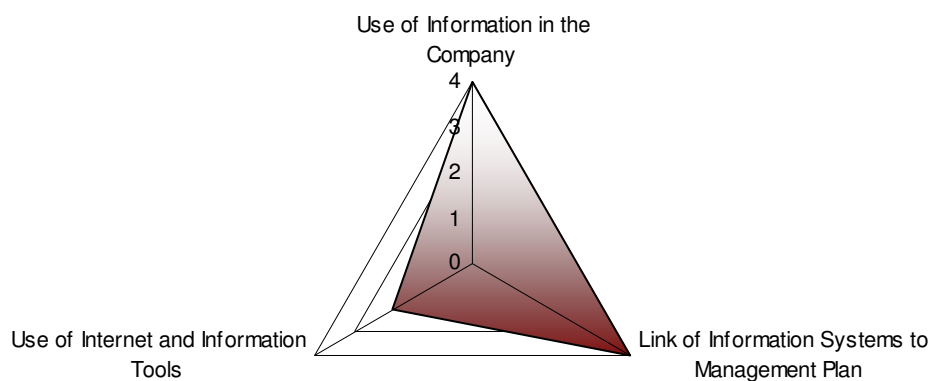 Use of Information in the
Company
4
3
2
1
0
Use of Internet and Information
Tools
Link of Information Systems to
Management Plan